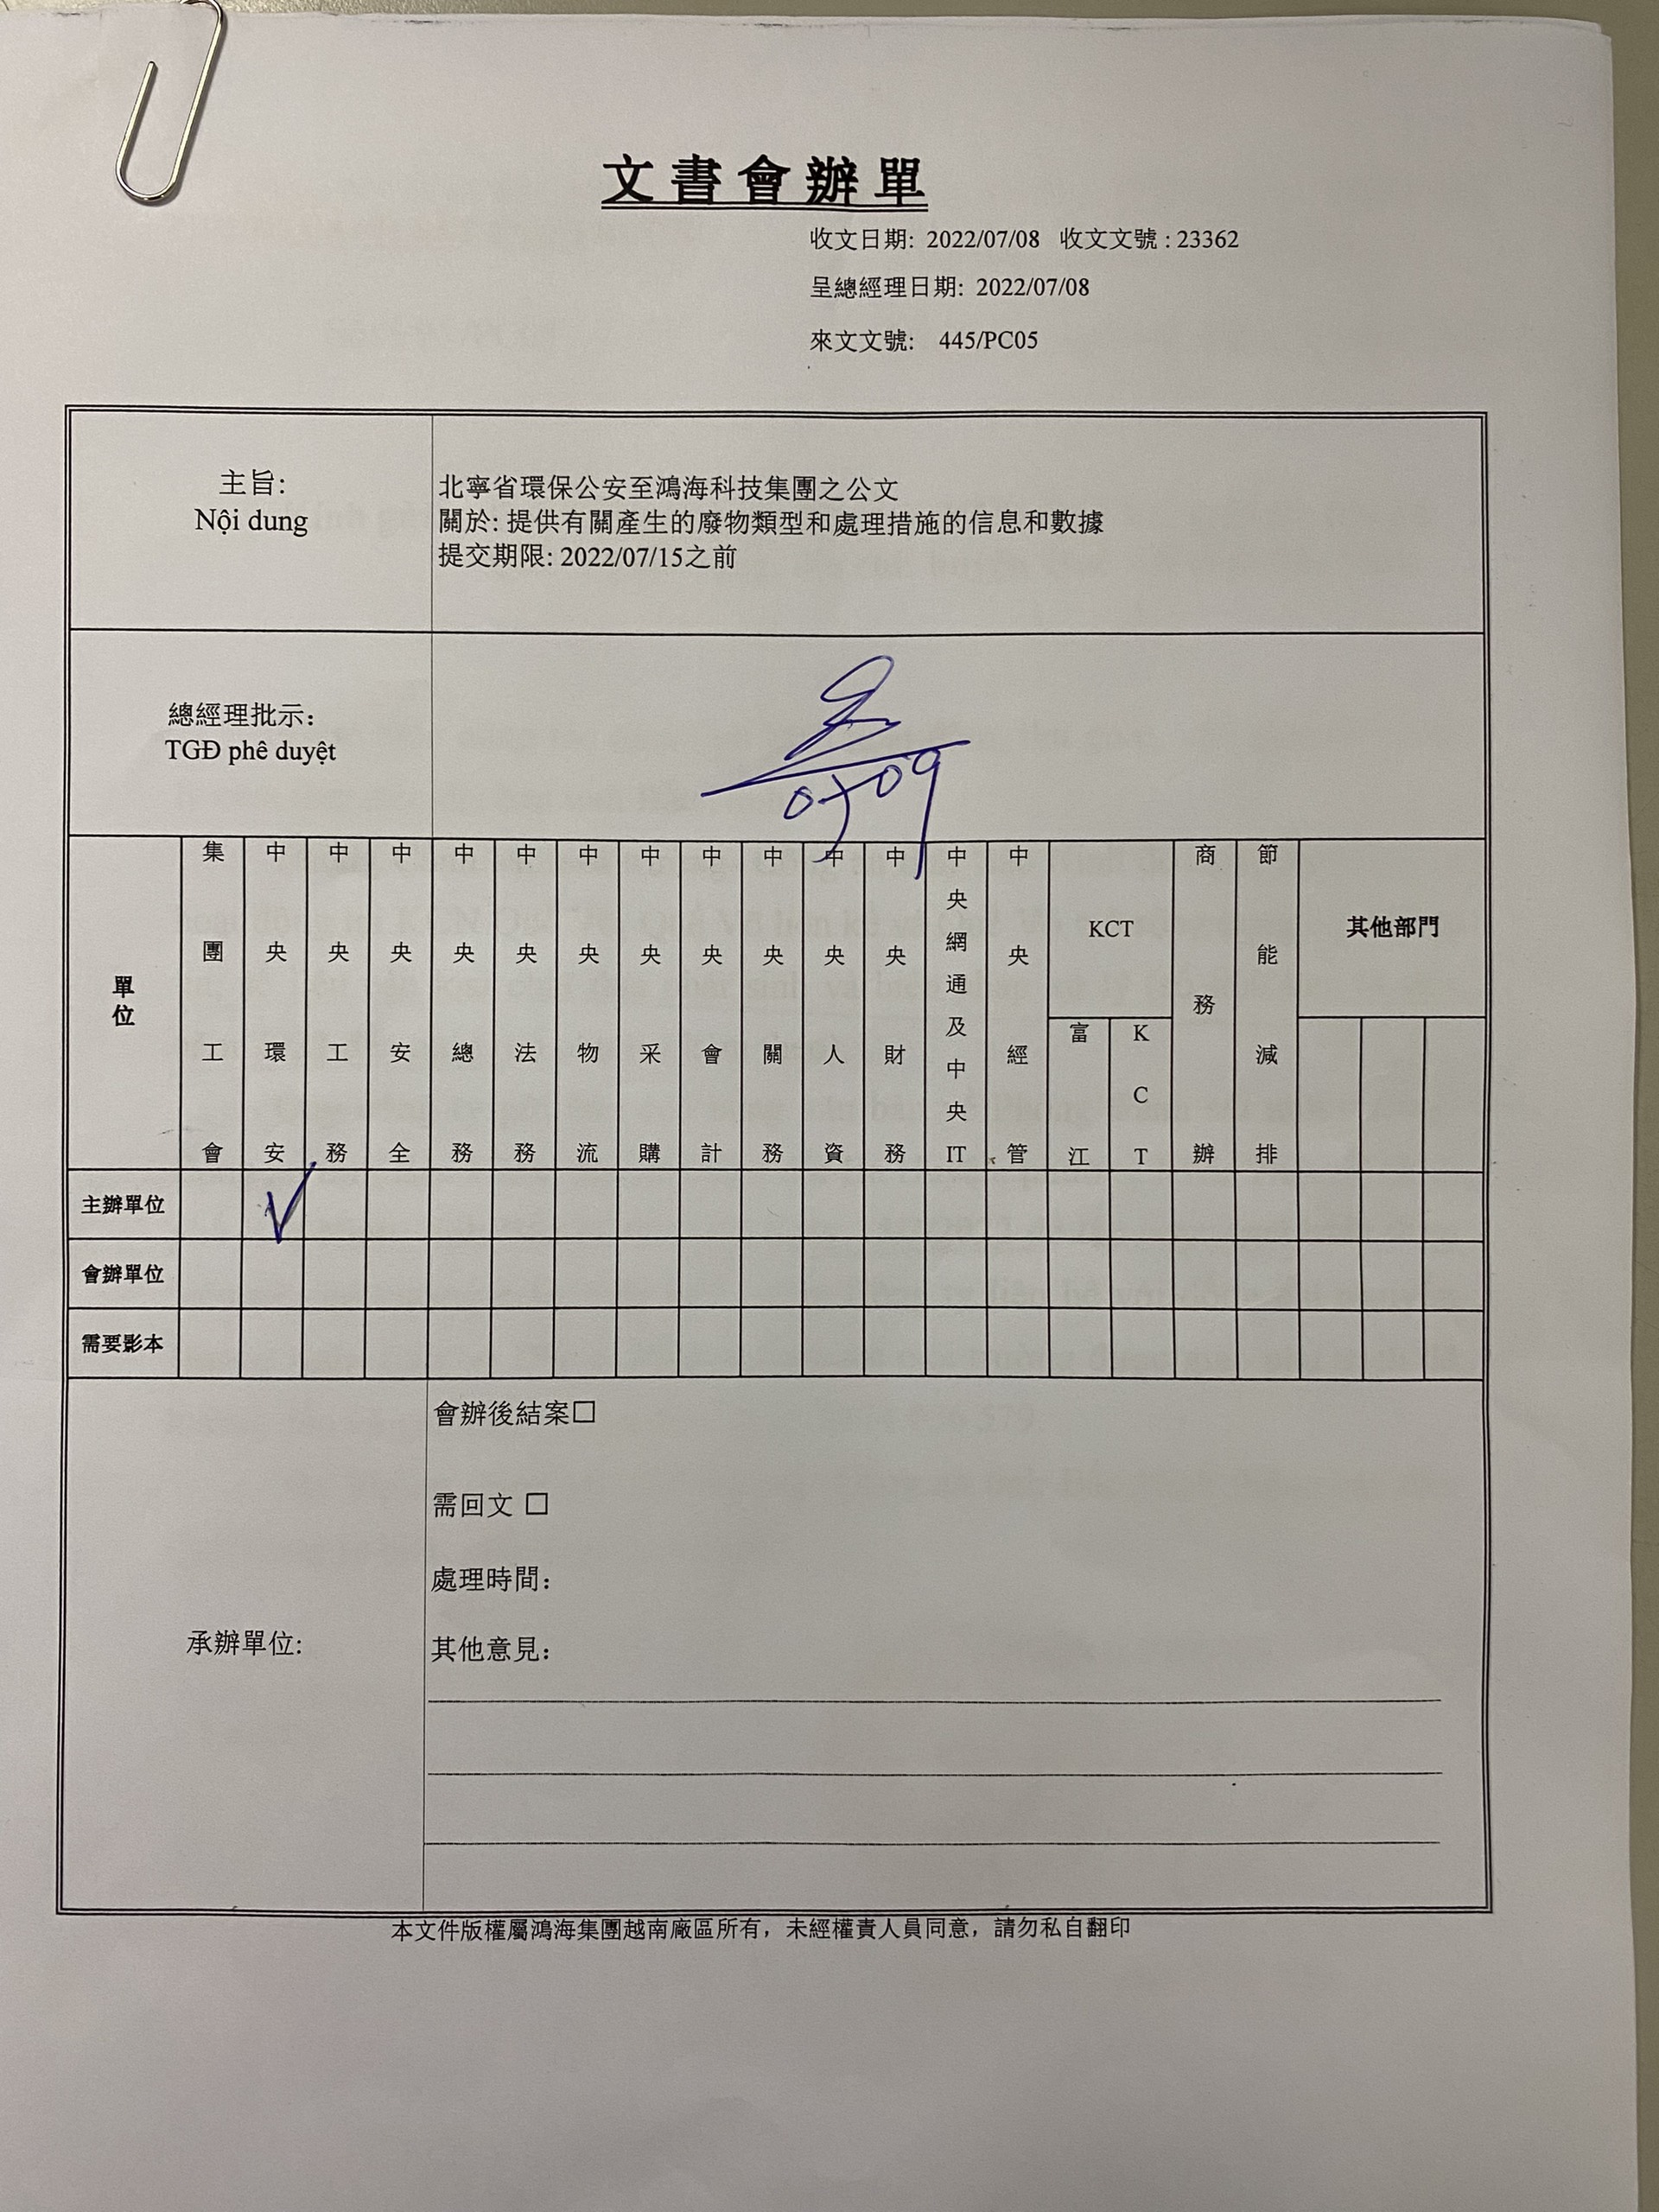 文書會辦單
收文日期: 2022/07/08 收文文號 : 23362
呈總經理日期: 2022/07/08
來文文號: 445/PC05
主旨:
Nội dung
北寧省環保公安至鴻海科技集團之公文
關於: 提供有關產生的廢物類型和處理措施的信息和數據
提交期限: 2022/07/15之前
總經理批示：
TGĐ phê duyệt
07 09
單位
集團工會
中央環安
中央工務
中央安全
中央總務
中央法務
中央物流
中央采購
中央會計
中央關務
中央人資
中央財務
中央網通及中央IT
中央經管
KCT
富江
KCT
商務辦
節能減排
其他部門
主辦單位
V
會辦單位
需要影本
承辦單位:
會辦後結案□
需回文 □
處理時間：
其他意見：
本文件版權屬鴻海集團越南廠區所有，未經權責人員同意，請勿私自翻印